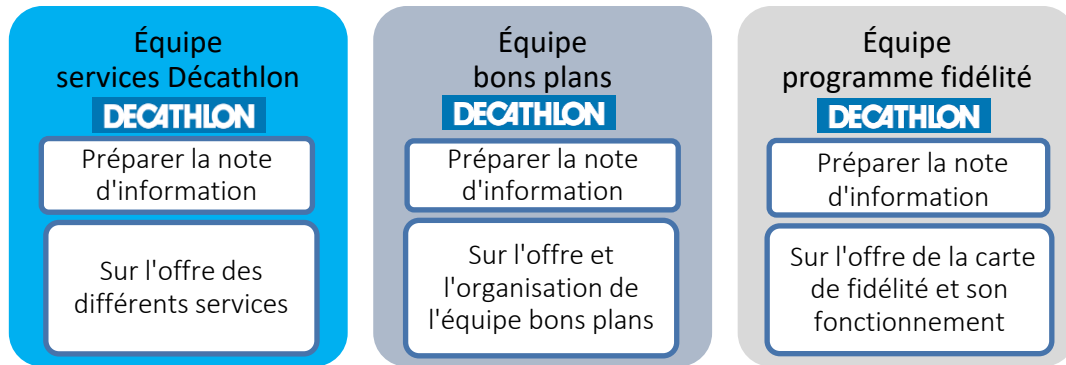 Équipe
services Décathlon
DECATHLON
Préparer la note
d'information
Sur l'offre des
différents services
Équipe
bons plans
DECATHLON
Préparer la note
d'information
Sur l'offre et
l'organisation de
l'équipe bons plans
Équipe
programme fidélité
DECATHLON
Préparer la note
d'information
Sur l'offre de la carte
de fidélité et son
fonctionnement